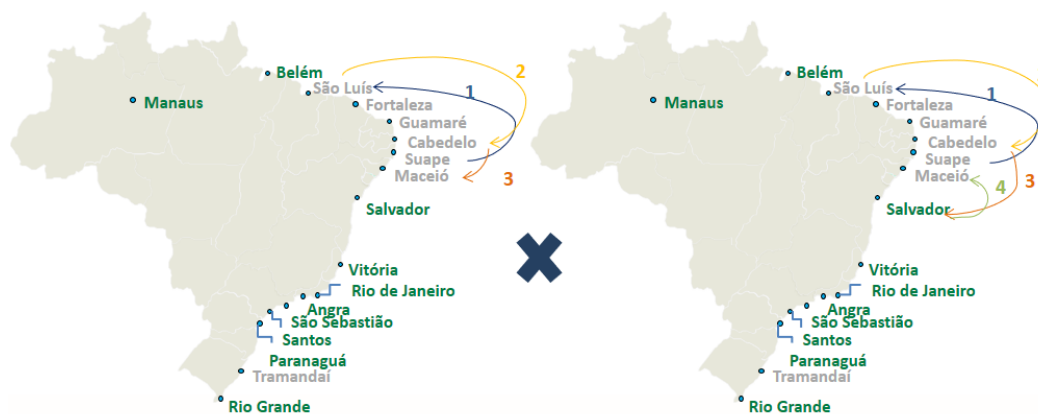 Belém
2
São Luís
1
Manaus
Fortaleza
Guamaré
Cabedelo
Suape
Maceió
3
Salvador
Vitória
Rio de Janeiro
Angra
São Sebastião
Santos
Paranaguá
Tramandaí
Rio Grande
Belém
São Luís
1
Manaus
Fortaleza
Guamaré
Cabedelo
Suape
Maceió
3
4
Salvador
Vitória
Rio de Janeiro
Angra
São Sebastião
Santos
Paranaguá
Tramandaí
Rio Grande